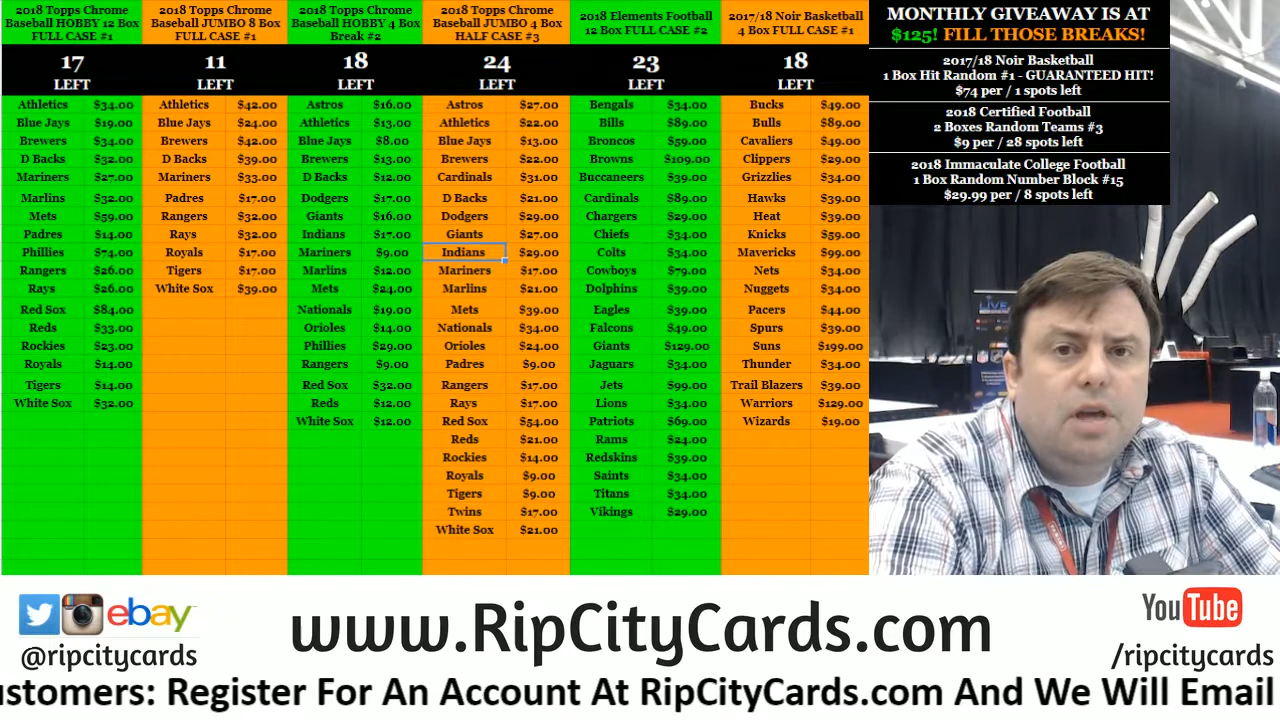 2018 Topps Chrome
Baseball HOBBY 12 Box
FULL CASE #1
17
LEFT
Athletics $34.00
Blue Jays $19.00
Brewers $34.00
D Backs $32.00
Mariners $27.00
Marlins $32.00
Mets $59.00
Padres $14.00
Phillies $74.00
Rangers $26.00
Rays $26.00
Red Sox $84.00
Reds $33.00
Rockies $23.00
Royals $14.00
Tigers $14.00
White Sox $32.00
2018 Topps Chrome
Baseball JUMBO 8 Box
FULL CASE #1
11
LEFT
Athletics $42.00
Blue Jays $24.00
Brewers $42.00
D Backs $39.00
Mariners $33.00
Padres $17.00
Rangers $32.00
Rays $32.00
Royals $17.00
Tigers $17.00
White Sox $39.00
2018 Topps Chrome
Baseball HOBBY 4 Box
Break #2
18
LEFT
Astros $16.00
Athletics $13.00
Blue Jays $8.00
Brewers $13.00
D Backs $12.00
Dodgers $17.00
Giants $16.00
Indians $17.00
Mariners $9.00
Marlins $12.00
Mets $24.00
Nationals $19.00
Orioles $14.00
Phillies $29.00
Rangers $9.00
Red Sox $32.00
Reds $12.00
White Sox $12.00
2018 Topps Chrome
Baseball JUMBO 4 Box
HALF CASE #3
24
LEFT
Astros $27.00
Athletics $22.00
Blue Jays $13.00
Brewers $22.00
Cardinals $31.00
D Backs $21.00
Dodgers $29.00
Giants $27.00
Indians $29.00
Mariners $17.00
Marlins $21.00
Mets $39.00
Nationals $34.00
Orioles $24.00
Padres $9.00
Rangers $17.00
Rays $17.00
Red Sox $54.00
Reds $21.00
Rockies $14.00
Royals $9.00
Tigers $9.00
Twins $17.00
White Sox $21.00
2018 Elements Football
12 Box FULL CASE #2
23
LEFT
Bengals $34.00
Bills $89.00
Broncos $59.00
Browns $109.00
Buccaneers $39.00
Cardinals $89.00
Chargers $29.00
Chiefs $34.00
Colts $34.00
Cowboys $79.00
Dolphins $39.00
Eagles $39.00
Falcons $49.00
Giants $129.00
Jaguars $34.00
Jets $99.00
Lions $34.00
Patriots $69.00
Rams $24.00
Redskins $39.00
Saints $34.00
Titans $34.00
Vikings $29.00
2017/18 Noir Basketball
4 Box FULL CASE #1
18
LEFT
Bucks $49.00
Bulls $89.00
Cavaliers $49.00
Clippers $29.00
Grizzlies $34.00
Hawks $39.00
Heat $39.00
Knicks $59.00
Mavericks $99.00
Nets $34.00
Nuggets $34.00
Pacers $44.00
Spurs $39.00
Suns $199.00
Thunder $34.00
Trail Blazers $39.00
Warriors $129.00
Wizards $19.00
MONTHLY GIVEAWAY IS AT
$125! FILL THOSE BREAKS!
2017/18 Noir Basketball
1 Box Hit Random #1 - GUARANTEED HIT!
$74 per / 1 spots left
2018 Certified Football
2 Boxes Random Teams #3
$9 per / 28 spots left
2018 Immaculate College Football
1 Box Random Number Block #15
$29.99 per / 8 spots left
LIVE
ebay
@ripcitycards
www.RipCityCards.com
YouTube
/ripcitycards
ustomers: Register For An Account At RipCityCards.com And We Will Email